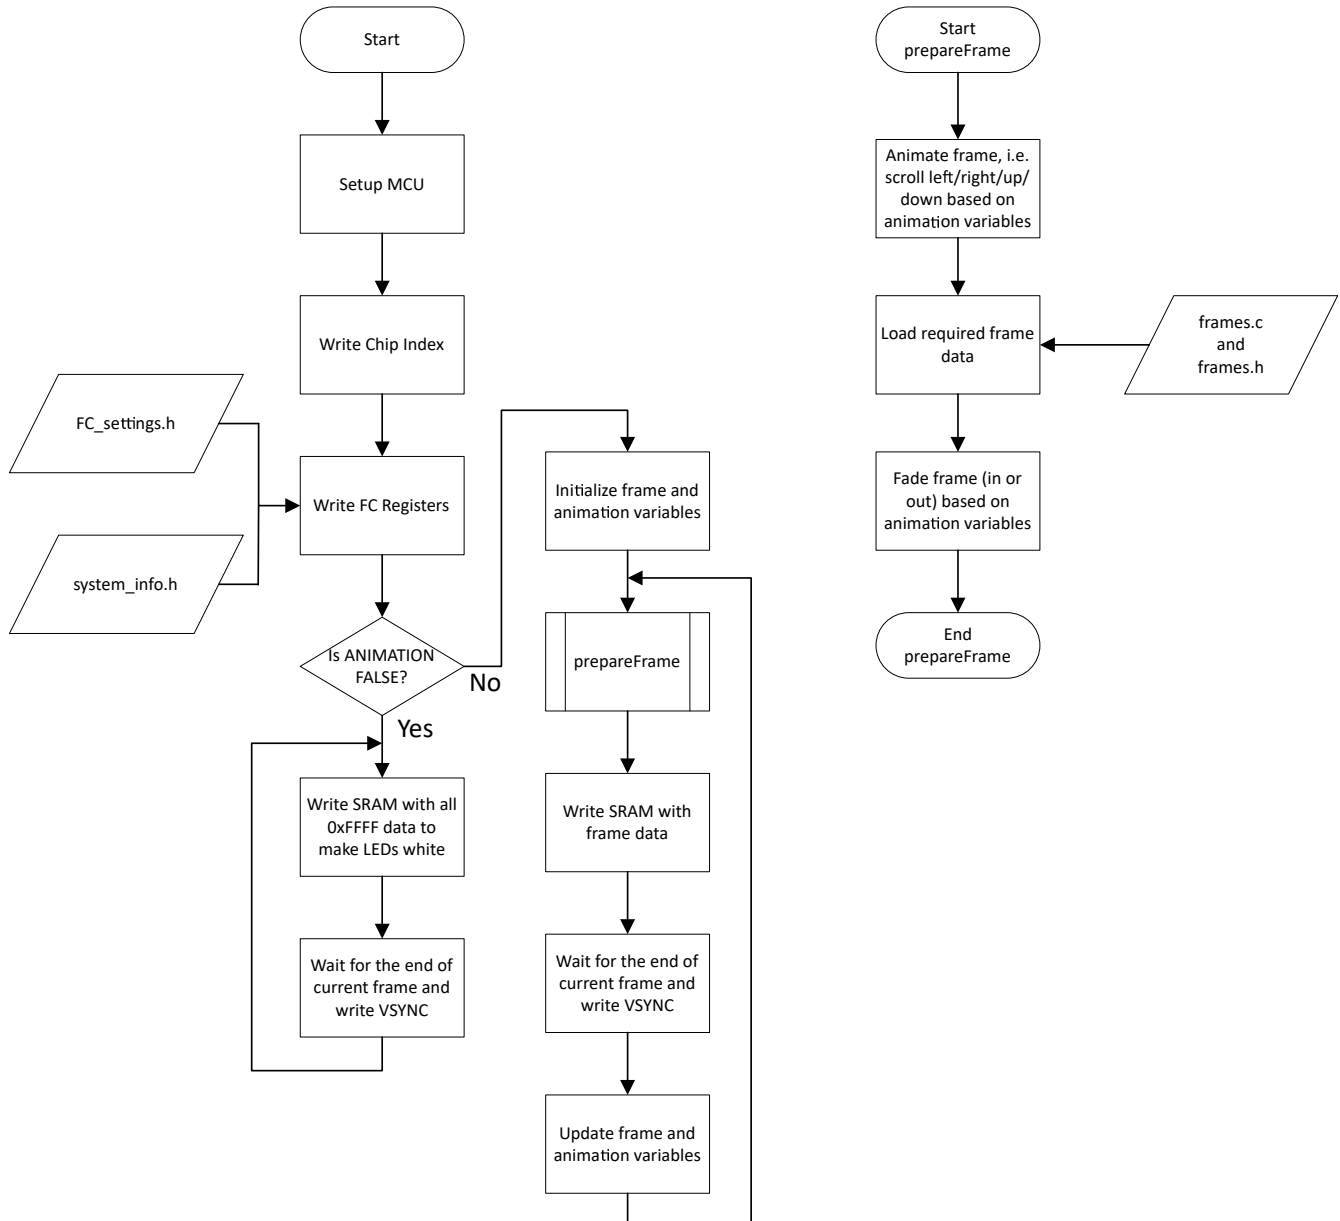 Start
Setup MCU
Write Chip Index
FC_settings.h
Write FC Registers
system_info.h
Is ANIMATION
FALSE?
No
Yes
Write SRAM with all
0xFFFF data to
make LEDs white
Wait for the end of
current frame and
write VSYNC
Initialize frame and
animation variables
prepareFrame
Write SRAM with
frame data
Wait for the end of
current frame and
write VSYNC
Update frame and
animation variables
Start
prepareFrame
Animate frame, i.e.
scroll left/right/up/
down based on
animation variables
Load required frame
data
frames.c
and
frames.h
Fade frame (in or
out) based on
animation variables
End
prepareFrame